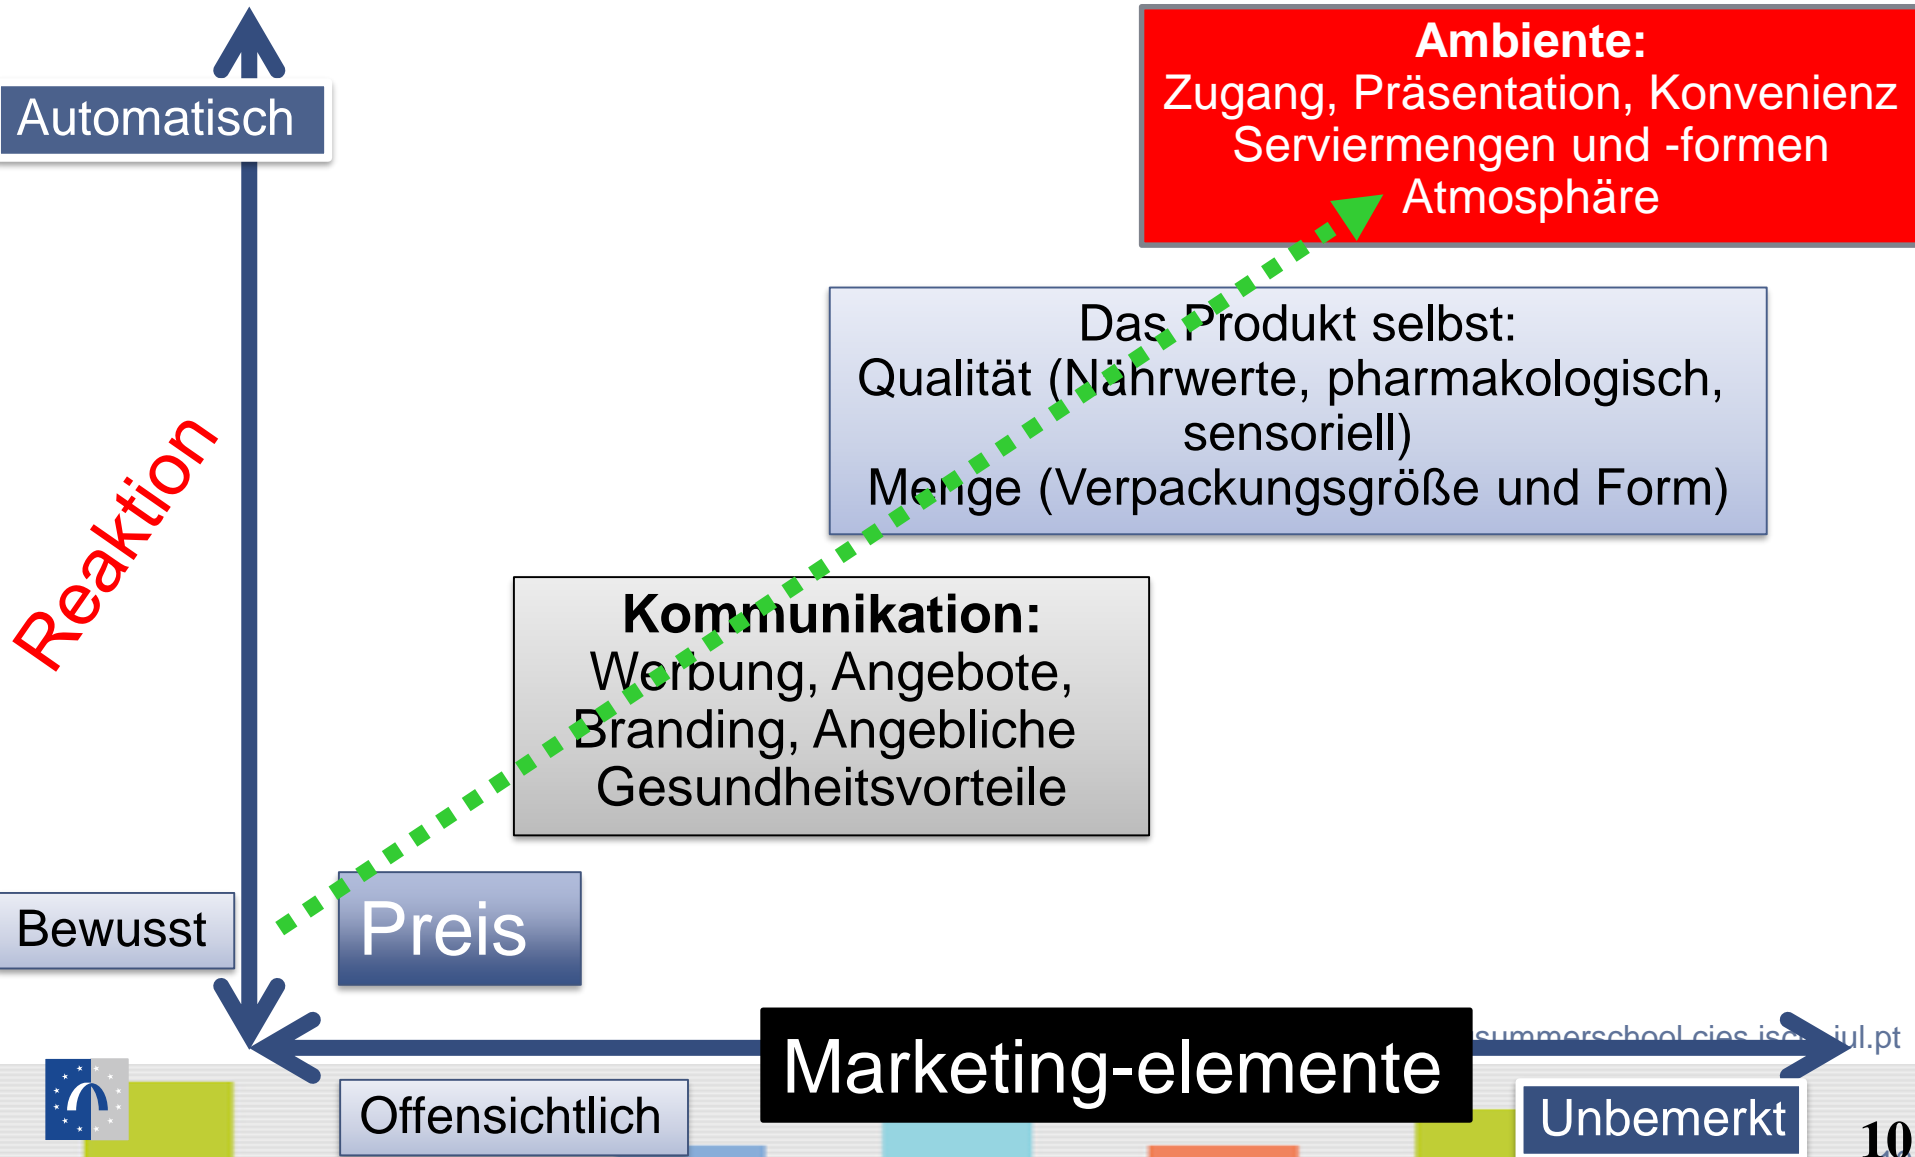 Automatisch
Ambiente:
Zugang, Präsentation, Konvenienz
Serviermengen und -formen
Atmosphäre
Das Produkt selbst:
Qualität (Nährwerte, pharmakologisch,
sensoriell)
Menge (Verpackungsgröße und Form)
Reaktion
Kommunikation:
Werbung, Angebote,
Branding, Angebliche
Gesundheitsvorteile
Bewusst
Preis
Marketing-elemente
Offensichtlich
Unbemerkt
10